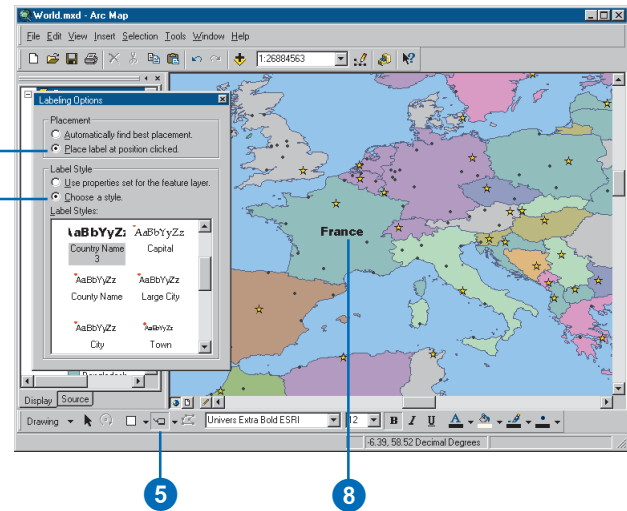 World.mxd - Arc Map
File Edit View Insert Selection Tools Window Help
1:26884563
Labeling Options
Placement
Automatically find best placement.
Place label at position clicked.
Label Style
Use properties set for the feature layer.
Choose a style.
Label Styles:
AaBbYyZz AaBbYyZz
Country Name 3 Capital
AaBbYyZz AaBbYyZz
County Name Large City
AaBbYyZz AaBbYyZz
City Town
France
Display Source
Drawing Univers Extra Bold ESRI 12 B I U A
-6.39, 58.52 Decimal Degrees
5 8